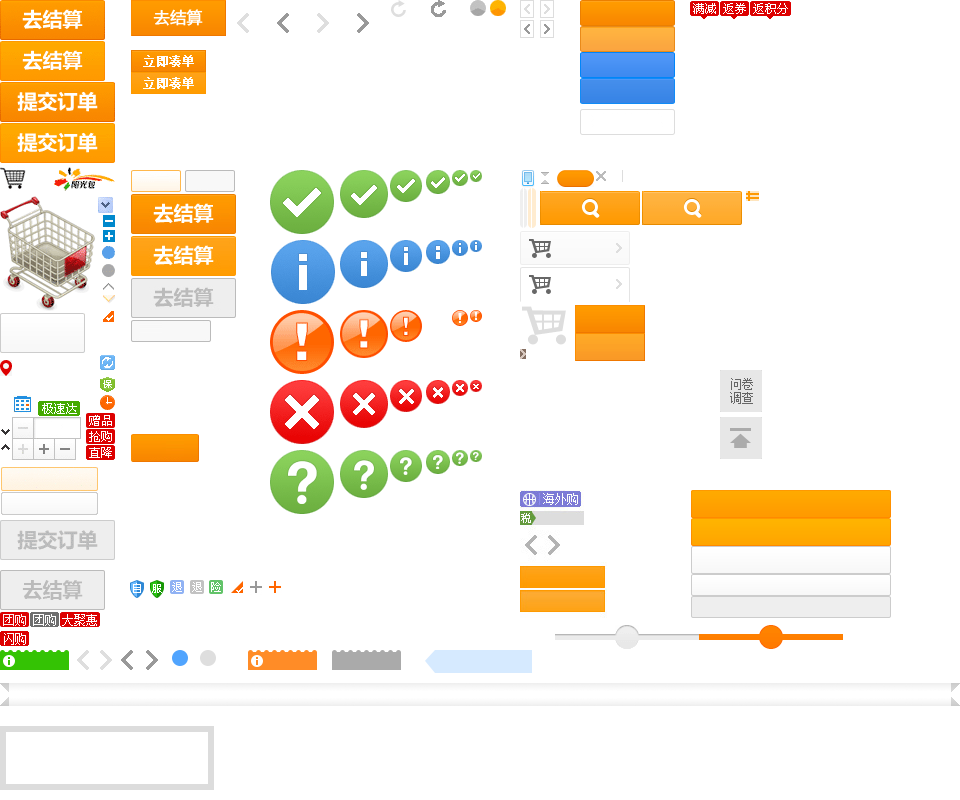 去结算
去结算
满减
返券
返积分
去结算
立即凑单
立即凑单
提交订单
提交订单
阳光包
去结算
去结算
去结算
保
极速达
赠品
抢购
直降
问卷
调查
海外购
税
提交订单
去结算
服
退
退
险
团购
团购
大聚惠
闪购